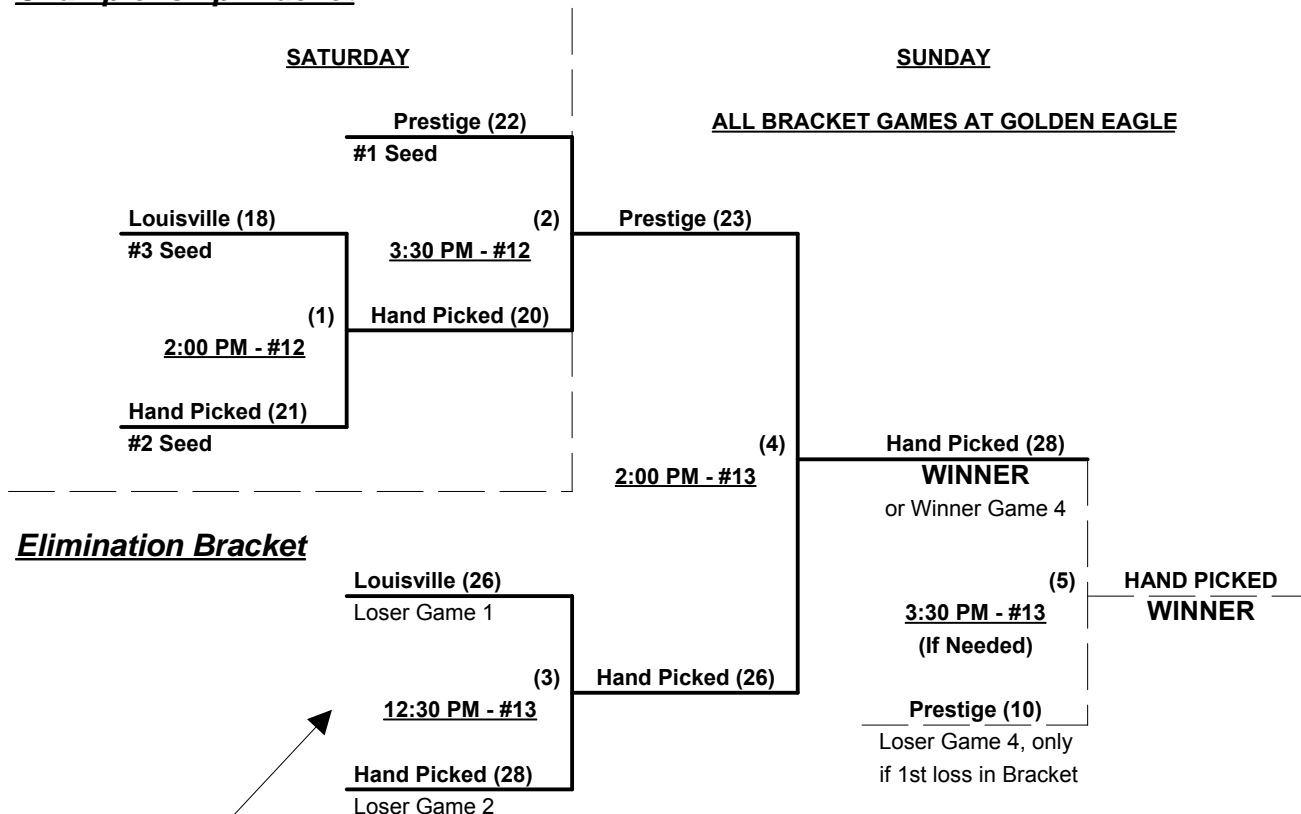 SATURDAY
SUNDAY
Prestige (22)
ALL BRACKET GAMES AT GOLDEN EAGLE
#1 Seed
Louisville (18)
(2)
Prestige (23)
#3 Seed
3:30 PM - #12
(1)
Hand Picked (20)
2:00 PM - #12
Hand Picked (21)
#2 Seed
(4)
Hand Picked (28)
2:00 PM - #13
WINNER
or Winner Game 4
Elimination Bracket
Louisville (26)
(5)
HAND PICKED
Loser Game 1
3:30 PM - #13
WINNER
(If Needed)
(3)
Hand Picked (26)
12:30 PM - #13
Prestige (10)
Loser Game 4, only
Hand Picked (28)
if 1st loss in Bracket
Loser Game 2